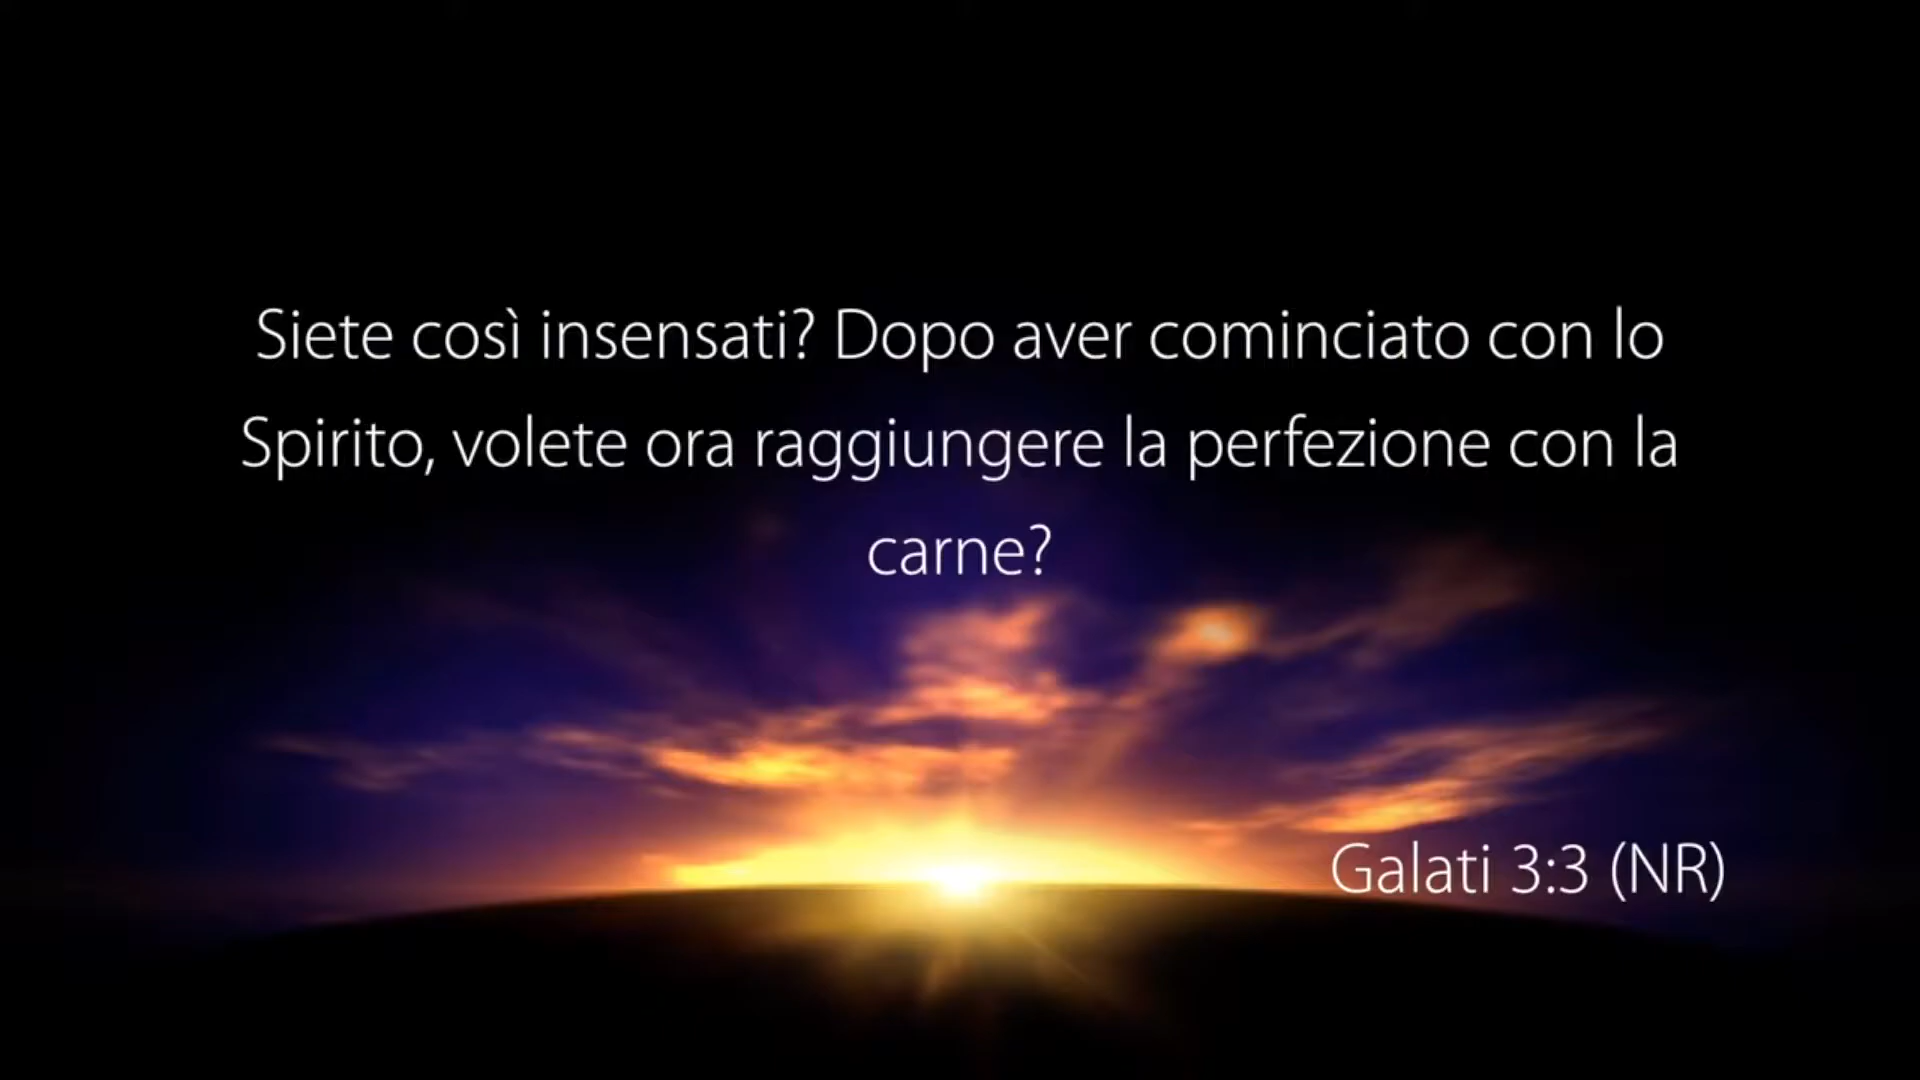 Siete così insensati? Dopo aver cominciato con lo
Spirito, volete ora raggiungere la perfezione con la
carne?
Galati 3:3 (NR)